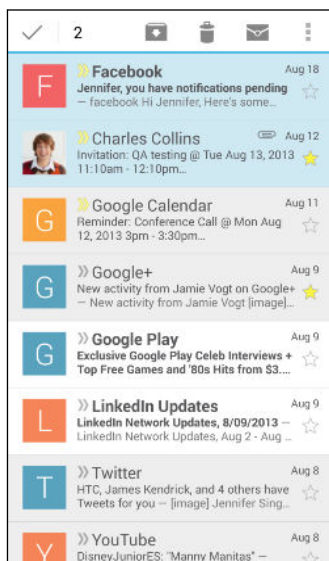 2
F
» Facebook Aug 18
Jennifer, you have notifications pending
— facebook Hi Jennifer, Here's some...
» Charles Collins Aug 12
Invitation: QA testing @ Tue Aug 13, 2013
11:10am - 12:10pm...
G
» Google Calendar Aug 11
Reminder: Conference Call @ Mon Aug
12, 2013 3pm - 3:30pm...
G
» Google+ Aug 9
New activity from Jamie Vogt on Google+
— New activity from Jamie Vogt [image]...
G
» Google Play Aug 9
Exclusive Google Play Celeb Interviews +
Top Free Games and '80s Hits from $3....
L
» LinkedIn Updates Aug 9
LinkedIn Network Updates, 8/09/2013 —
LinkedIn Network Updates, Aug 2 - Aug ...
T
» Twitter Aug 8
HTC, James Kendrick, and 4 others have
Tweets for you — [image] Jennifer Sing...
Y
» YouTube Aug 8
DisneyJuniorES: "Manny Manitas" —